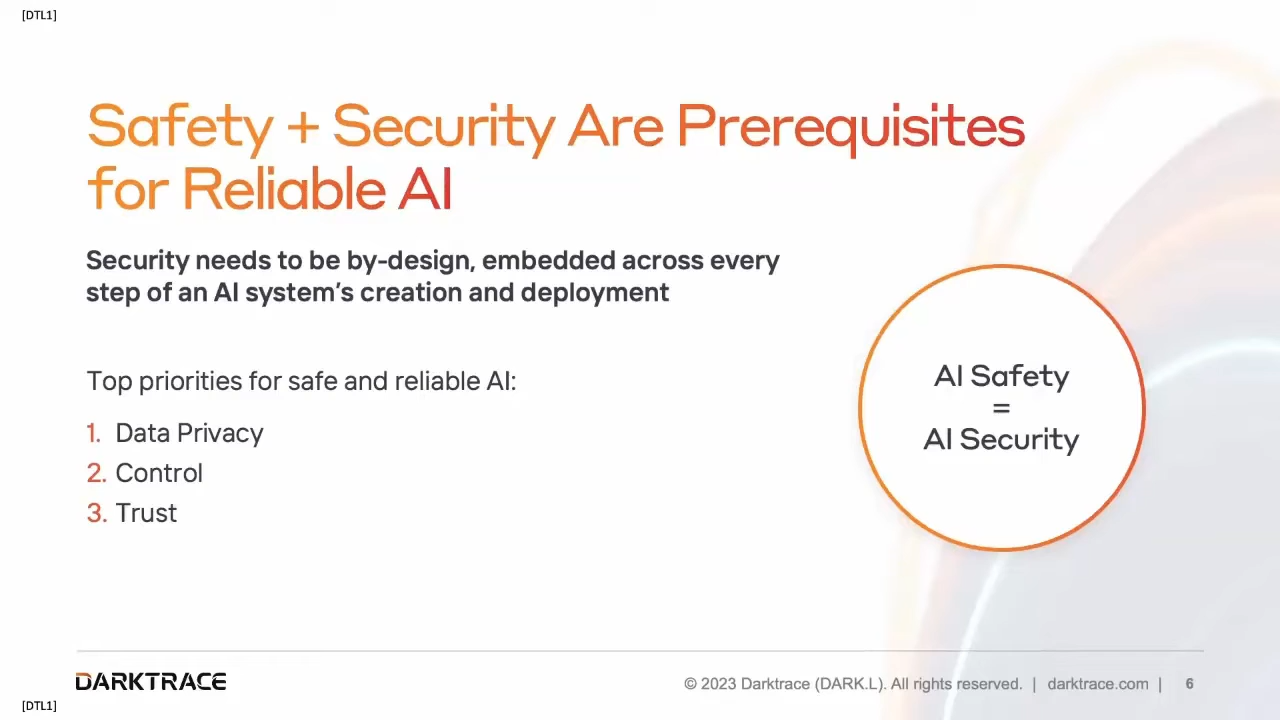 [DTL1]
Safety + Security Are Prerequisites
for Reliable AI
Security needs to be by-design, embedded across every
step of an AI system's creation and deployment
Top priorities for safe and reliable AI:
1. Data Privacy
2. Control
3. Trust
AI Safety
=
AI Security
DARKTRACE
© 2023 Darktrace (DARK.L). All rights reserved. | darktrace.com | 6
[DTL1]